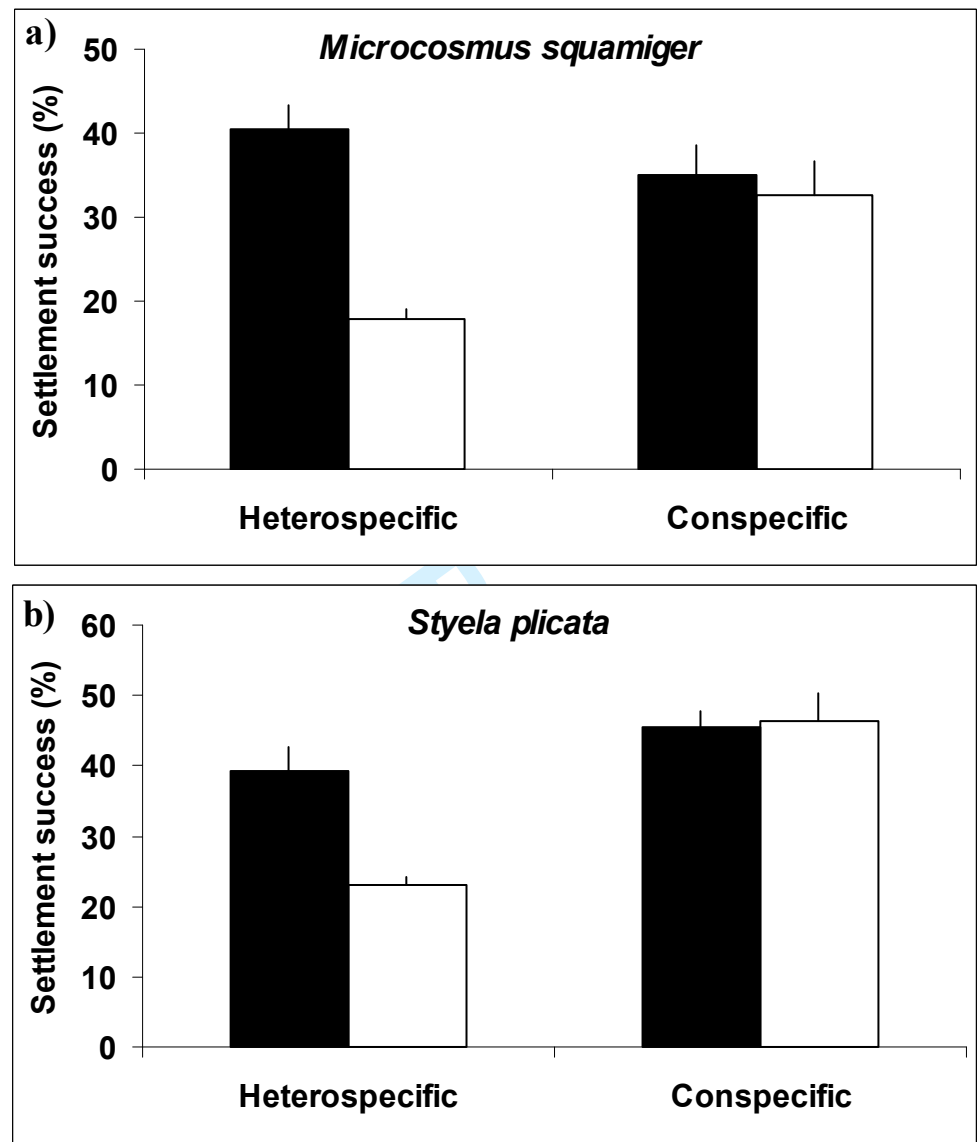 a)
Microcosmus squamiger
Settlement success (%)
50
40
30
20
10
0
Heterospecific Conspecific
b)
Styela plicata
Settlement success (%)
60
50
40
30
20
10
0
Heterospecific Conspecific